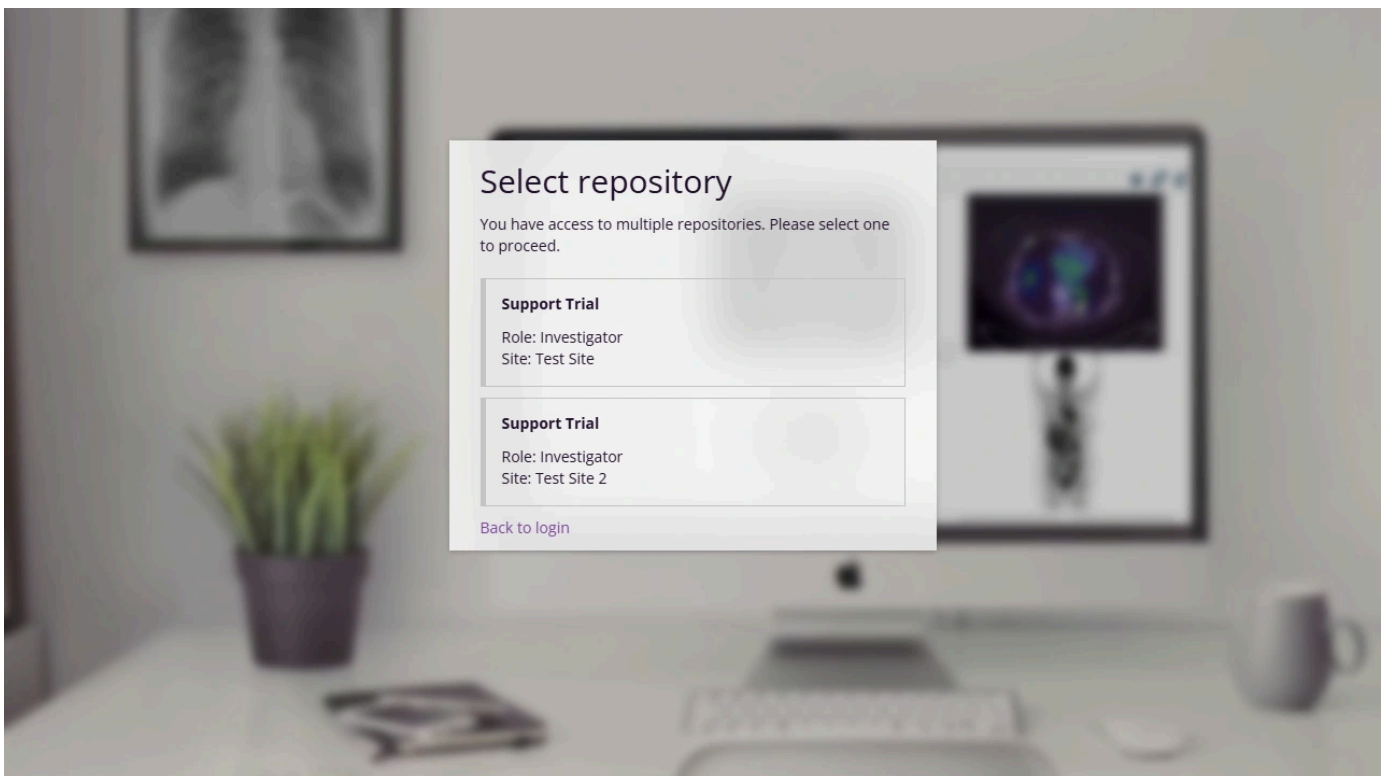 Select repository
You have access to multiple repositories. Please select one
to proceed.
Support Trial
Role: Investigator
Site: Test Site
Support Trial
Role: Investigator
Site: Test Site 2
Back to login